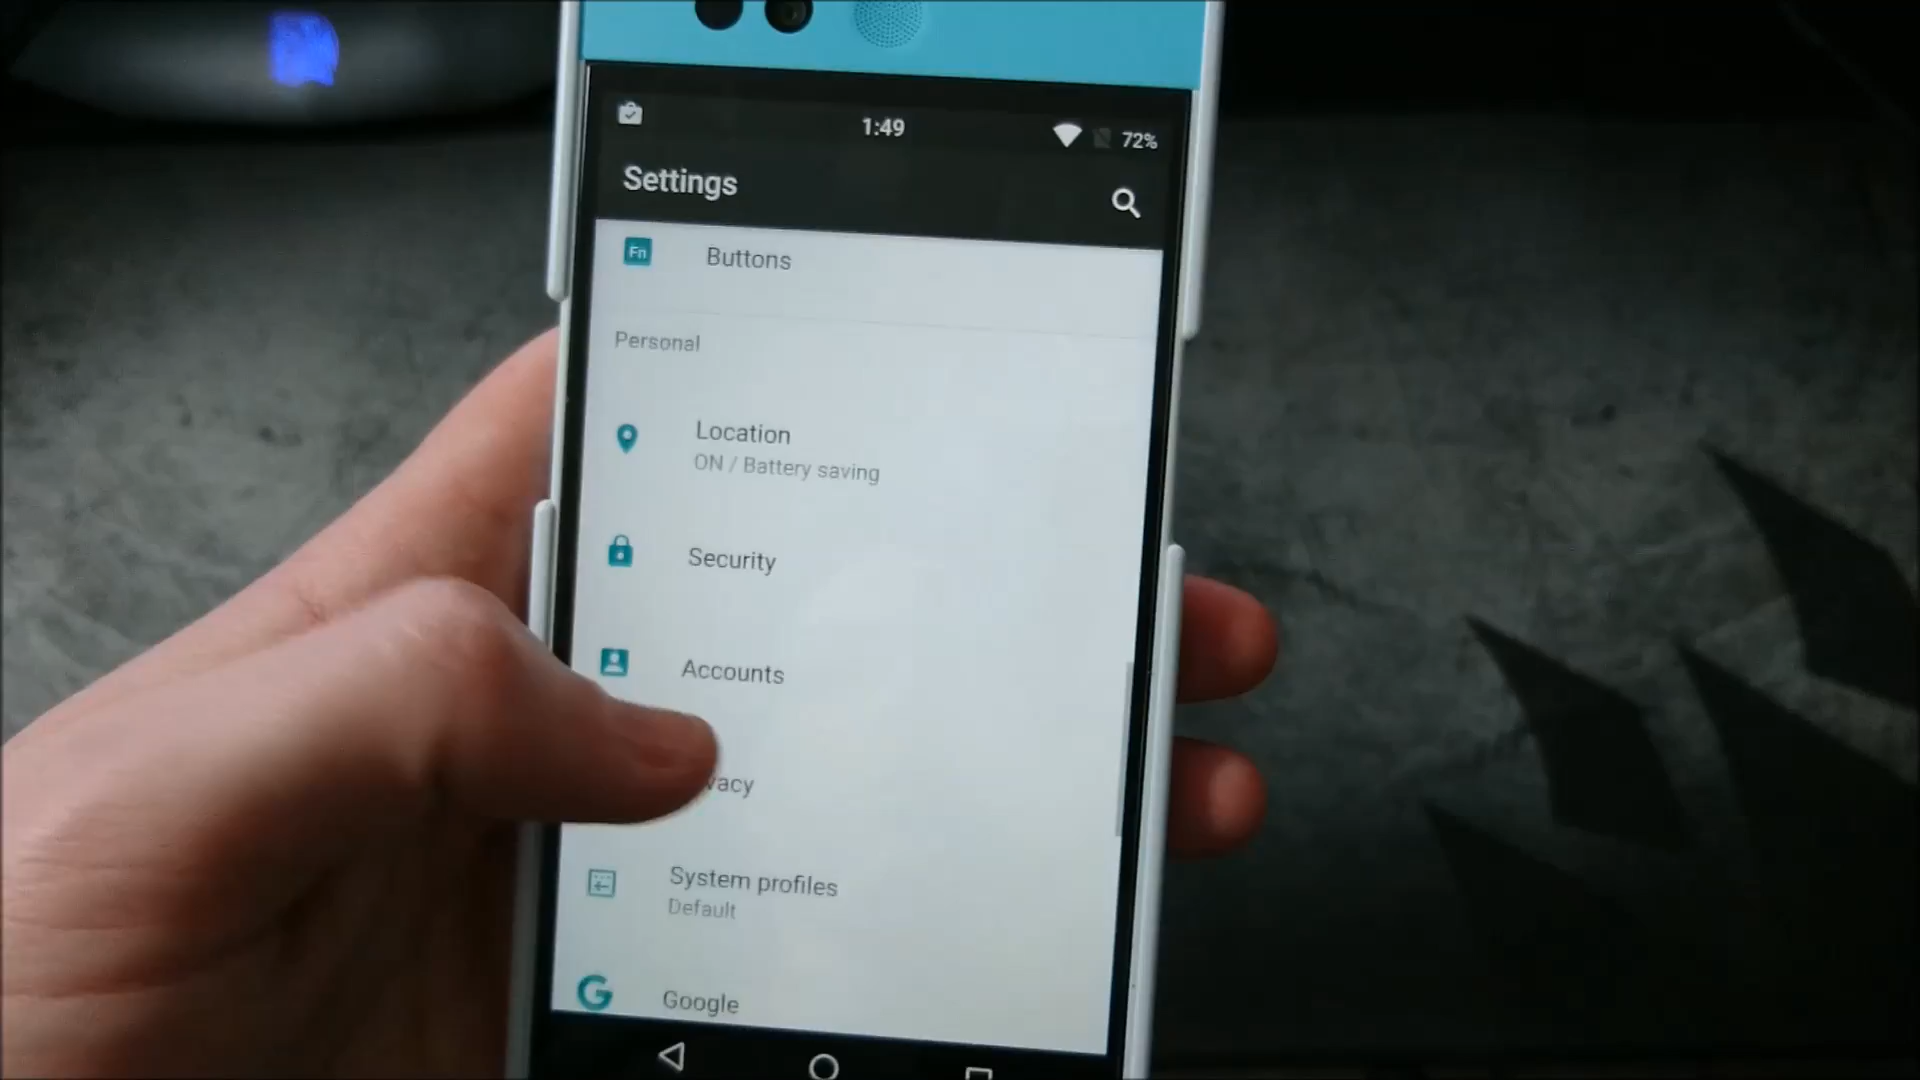 1:49
72%
Settings
Fn
Buttons
Personal
Location
ON / Battery saving
Security
Accounts
vacy
System profiles
Default
G
Google